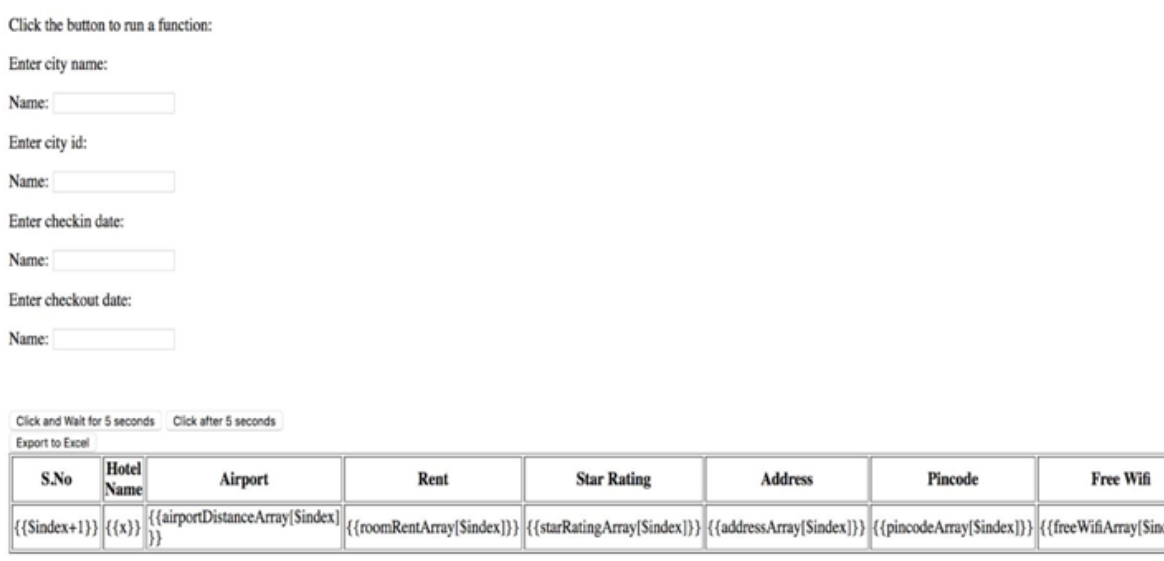 Click the button to run a function:
Enter city name:
Name:
Enter city id:
Name:
Enter checkin date:
Name:
Enter checkout date:
Name:
Click and Wait for 5 seconds Click after 5 seconds
Export to Excel
S.No Hotel Name Airport Rent Star Rating Address Pincode Free Wifi
{{$index+1}} {{x}} {{airportDistanceArray[$index] }} {{roomRentArray[$index]}} {{starRatingArray[$index]}} {{addressArray[$index]}} {{pincodeArray[$index]}} {{freeWifiArray[$in